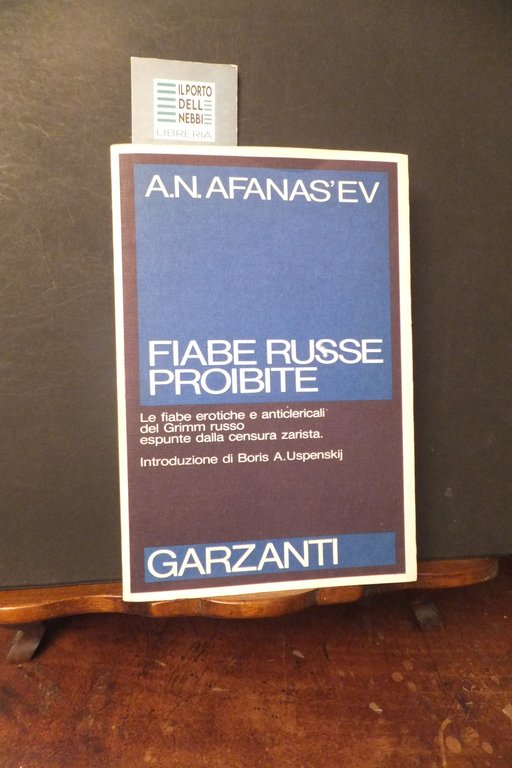 IL PORTO
DELLE
NEBBIE
LIBRERIA
A.N. AFANAS'EV
FIABE RUSSE
PROIBITE
Le fiabe erotiche e anticlericali
del Grimm russo
espunte dalla censura zarista.
Introduzione di Boris A. Uspenskij
GARZANTI